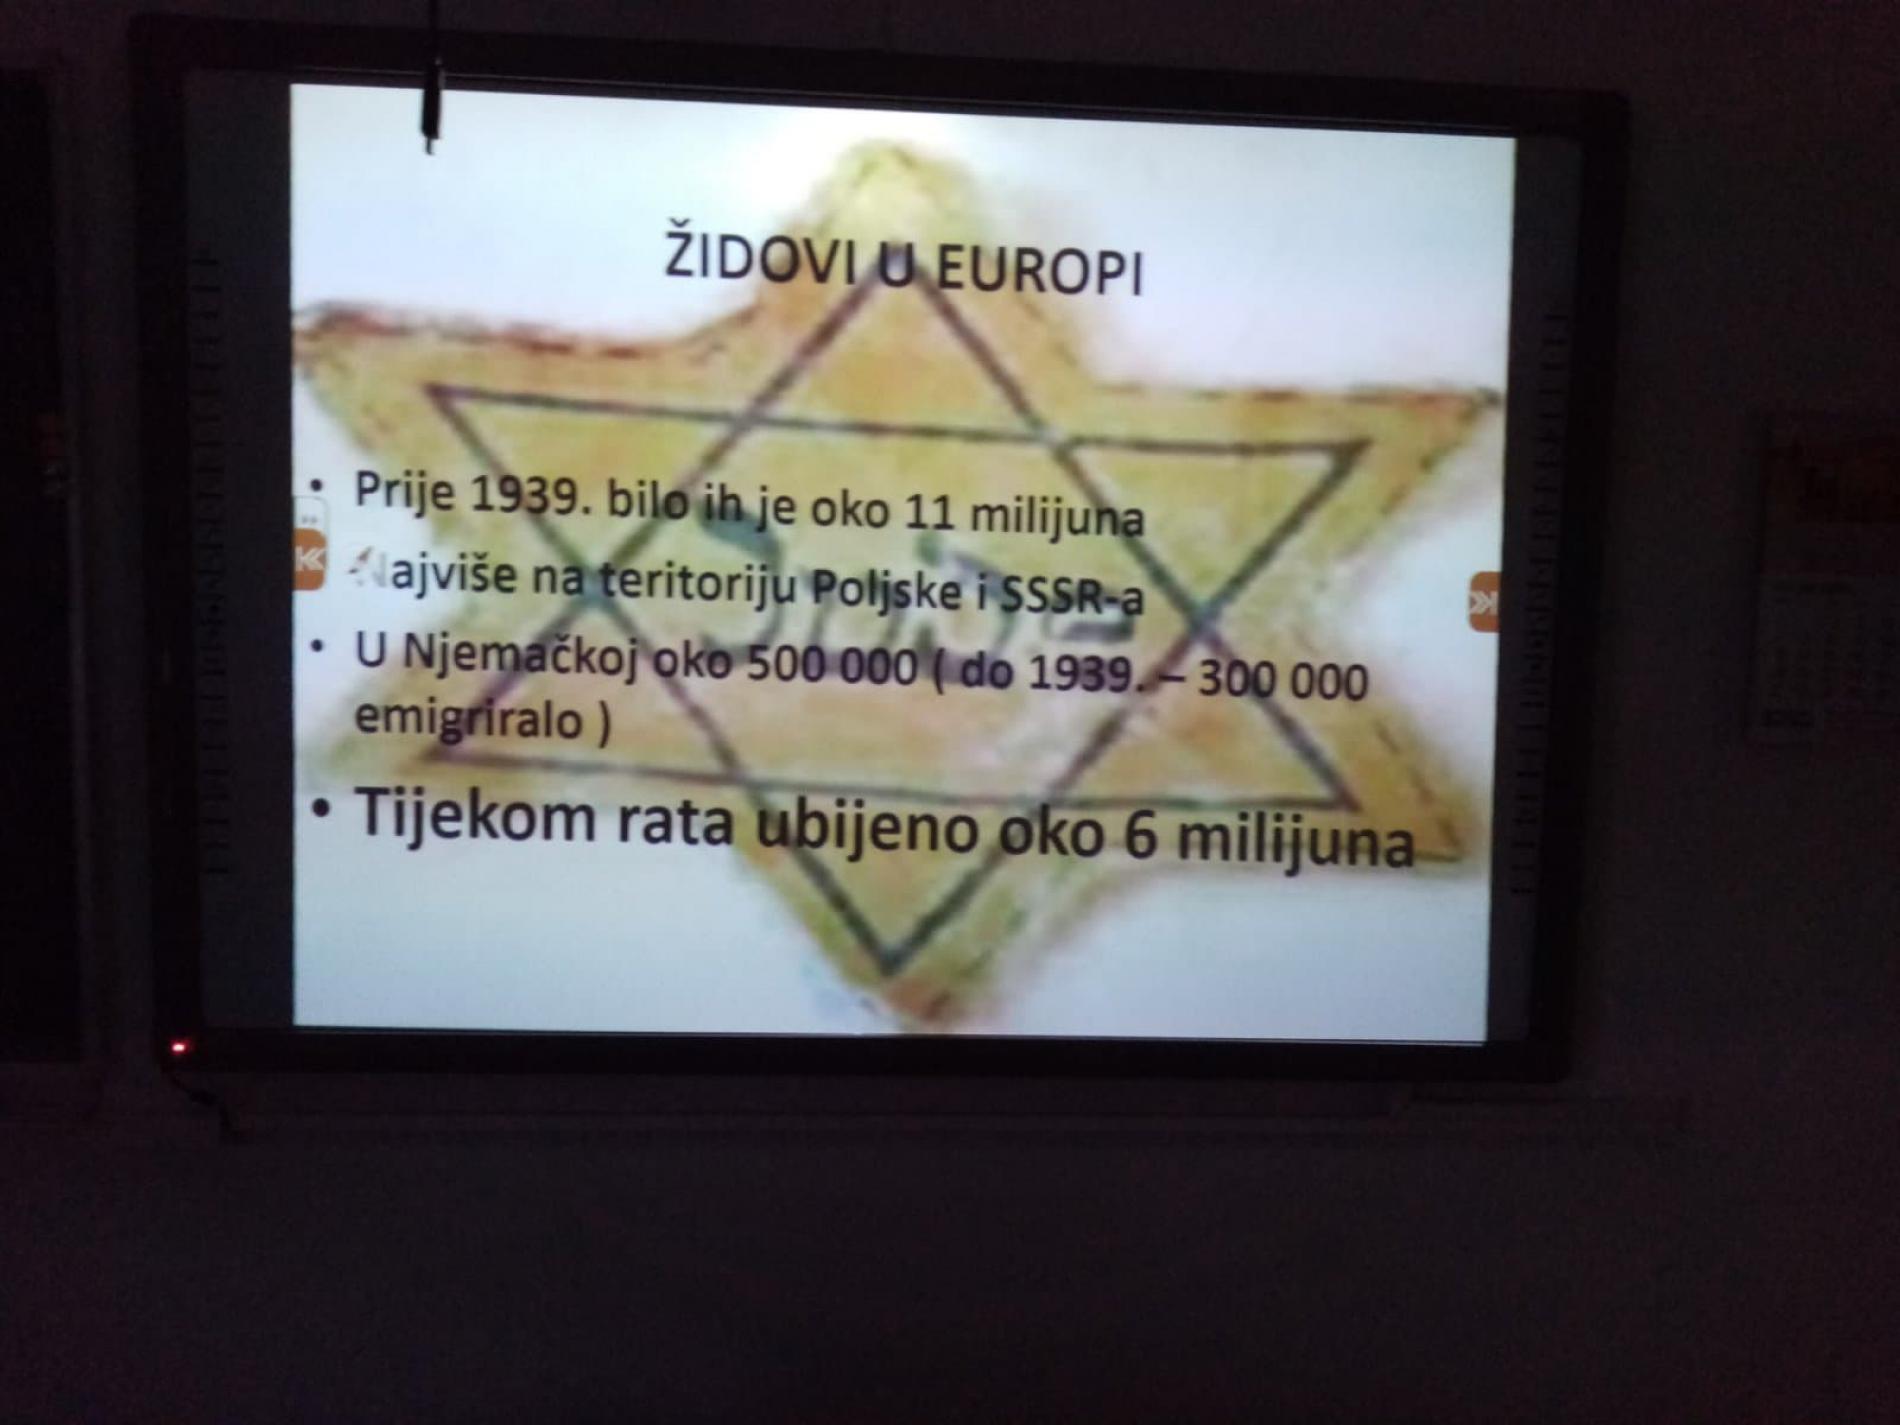 ŽIDOVI U EUROPI
• Prije 1939. bilo ih je oko 11 milijuna
Najviše na teritoriju Poljske i SSSR-a
• U Njemačkoj oko 500 000 ( do 1939. – 300 000
emigriralo )
• Tijekom rata ubijeno oko 6 milijuna